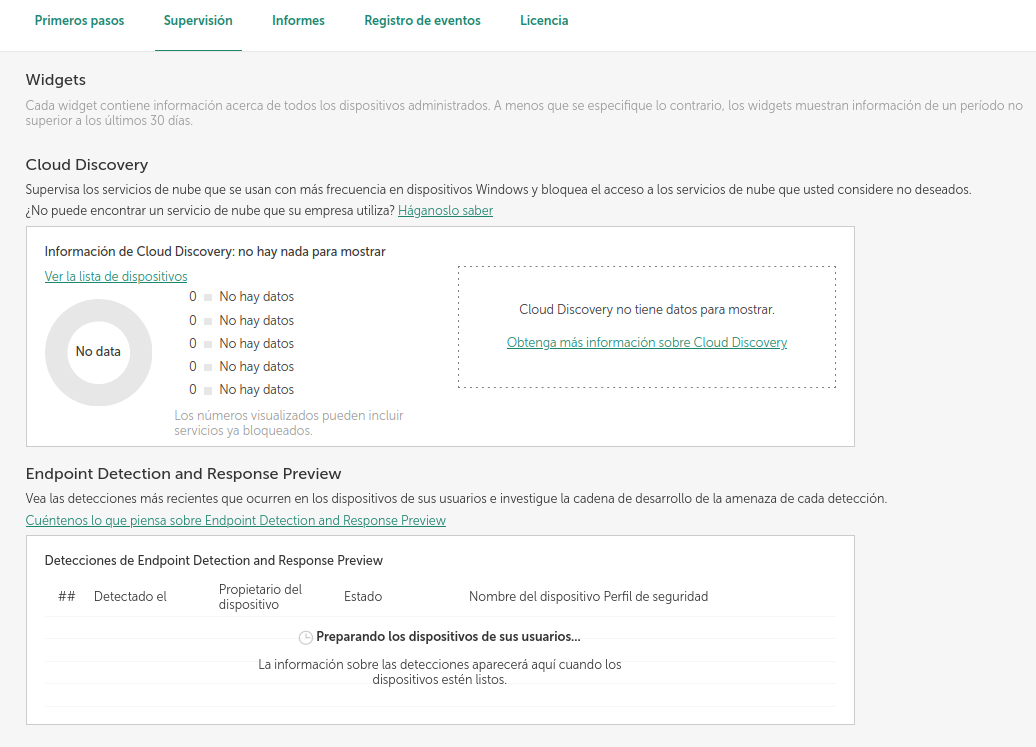 Primeros pasos Supervisión Informes Registro de eventos Licencia
Widgets
Cada widget contiene información acerca de todos los dispositivos administrados. A menos que se especifique lo contrario, los widgets muestran información de un período no
superior a los últimos 30 días.
Cloud Discovery
Supervisa los servicios de nube que se usan con más frecuencia en dispositivos Windows y bloquea el acceso a los servicios de nube que usted considere no deseados.
¿No puede encontrar un servicio de nube que su empresa utiliza? Háganoslo saber
Información de Cloud Discovery: no hay nada para mostrar
Ver la lista de dispositivos
No data
0 No hay datos
0 No hay datos
0 No hay datos
0 No hay datos
0 No hay datos
Los números visualizados pueden incluir
servicios ya bloqueados.
Cloud Discovery no tiene datos para mostrar.
Obtenga más información sobre Cloud Discovery
Endpoint Detection and Response Preview
Vea las detecciones más recientes que ocurren en los dispositivos de sus usuarios e investigue la cadena de desarrollo de la amenaza de cada detección.
Cuéntenos lo que piensa sobre Endpoint Detection and Response Preview
Detecciones de Endpoint Detection and Response Preview
## Detectado el Propietario del dispositivo Estado Nombre del dispositivo Perfil de seguridad
Preparando los dispositivos de sus usuarios...
La información sobre las detecciones aparecerá aquí cuando los
dispositivos estén listos.